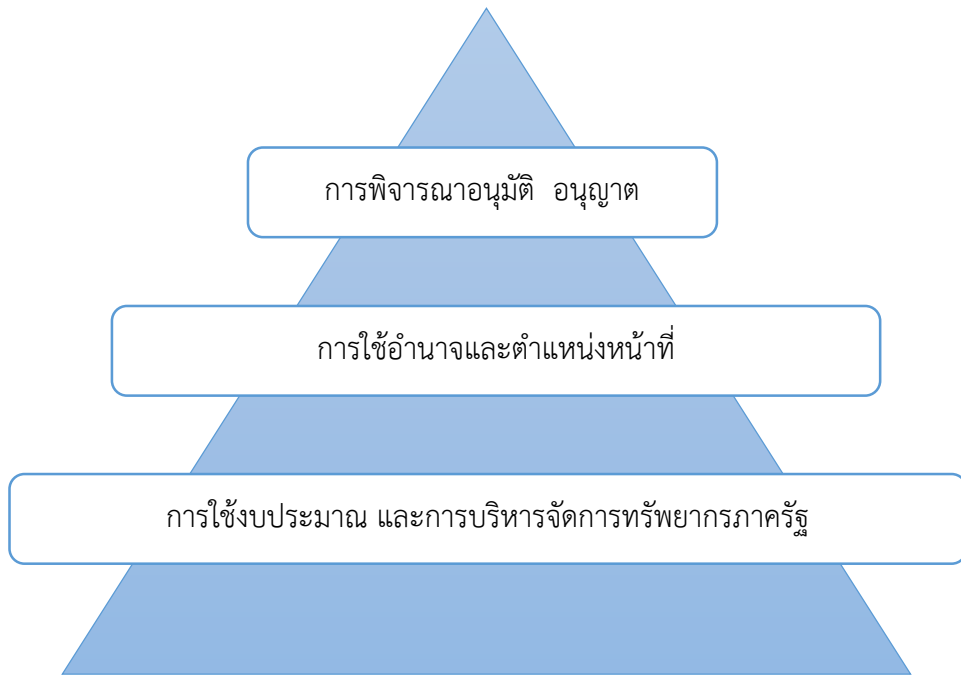 การพิจารณาอนุมัติ อนุญาต
การใช้อำนาจและตำแหน่งหน้าที่
การใช้งบประมาณ และการบริหารจัดการทรัพยากรภาครัฐ